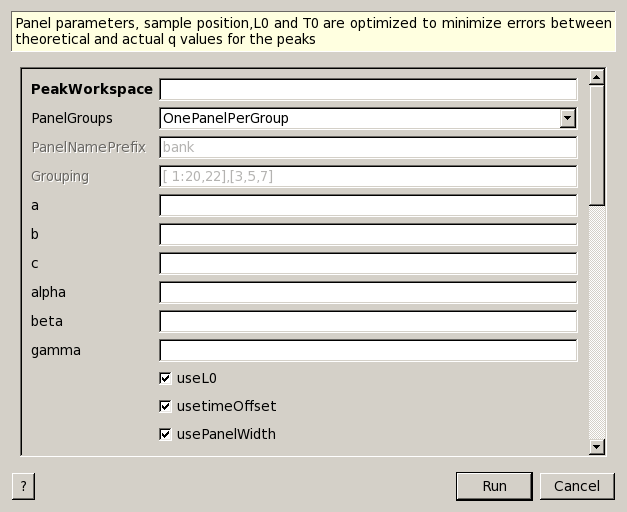 Panel parameters, sample position,L0 and T0 are optimized to minimize errors between
theoretical and actual q values for the peaks
PeakWorkspace
PanelGroups OnePanelPerGroup
PanelNamePrefix bank
Grouping [ 1:20,22],[3,5,7]
a
b
c
alpha
beta
gamma
useL0
usetimeOffset
usePanelWidth
? Run Cancel